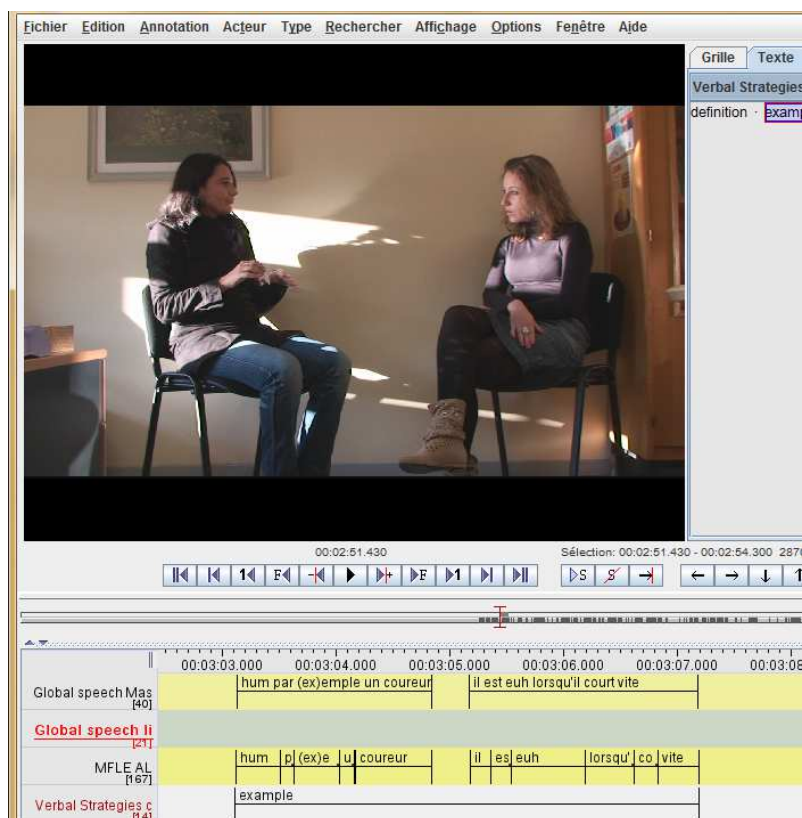 Fichier Edition Annotation Acteur Type Rechercher Affichage Options Fenêtre Aide
Grille Texte
Verbal Strategies
definition · examp
00:02:51.430 Sélection: 00:02:51.430 - 00:02:54.300 2870
1 F + F 1 S S
00:03:03.000 00:03:04.000 00:03:05.000 00:03:06.000 00:03:07.000 00:03:08
Global speech Mas hum par (ex)emple un coureur il est euh lorsqu'il court vite
[40]
Global speech li
[21]
MFLE AL hum p (ex)e u coureur il es euh lorsqu' co vite
[167]
Verbal Strategies c example
[14]